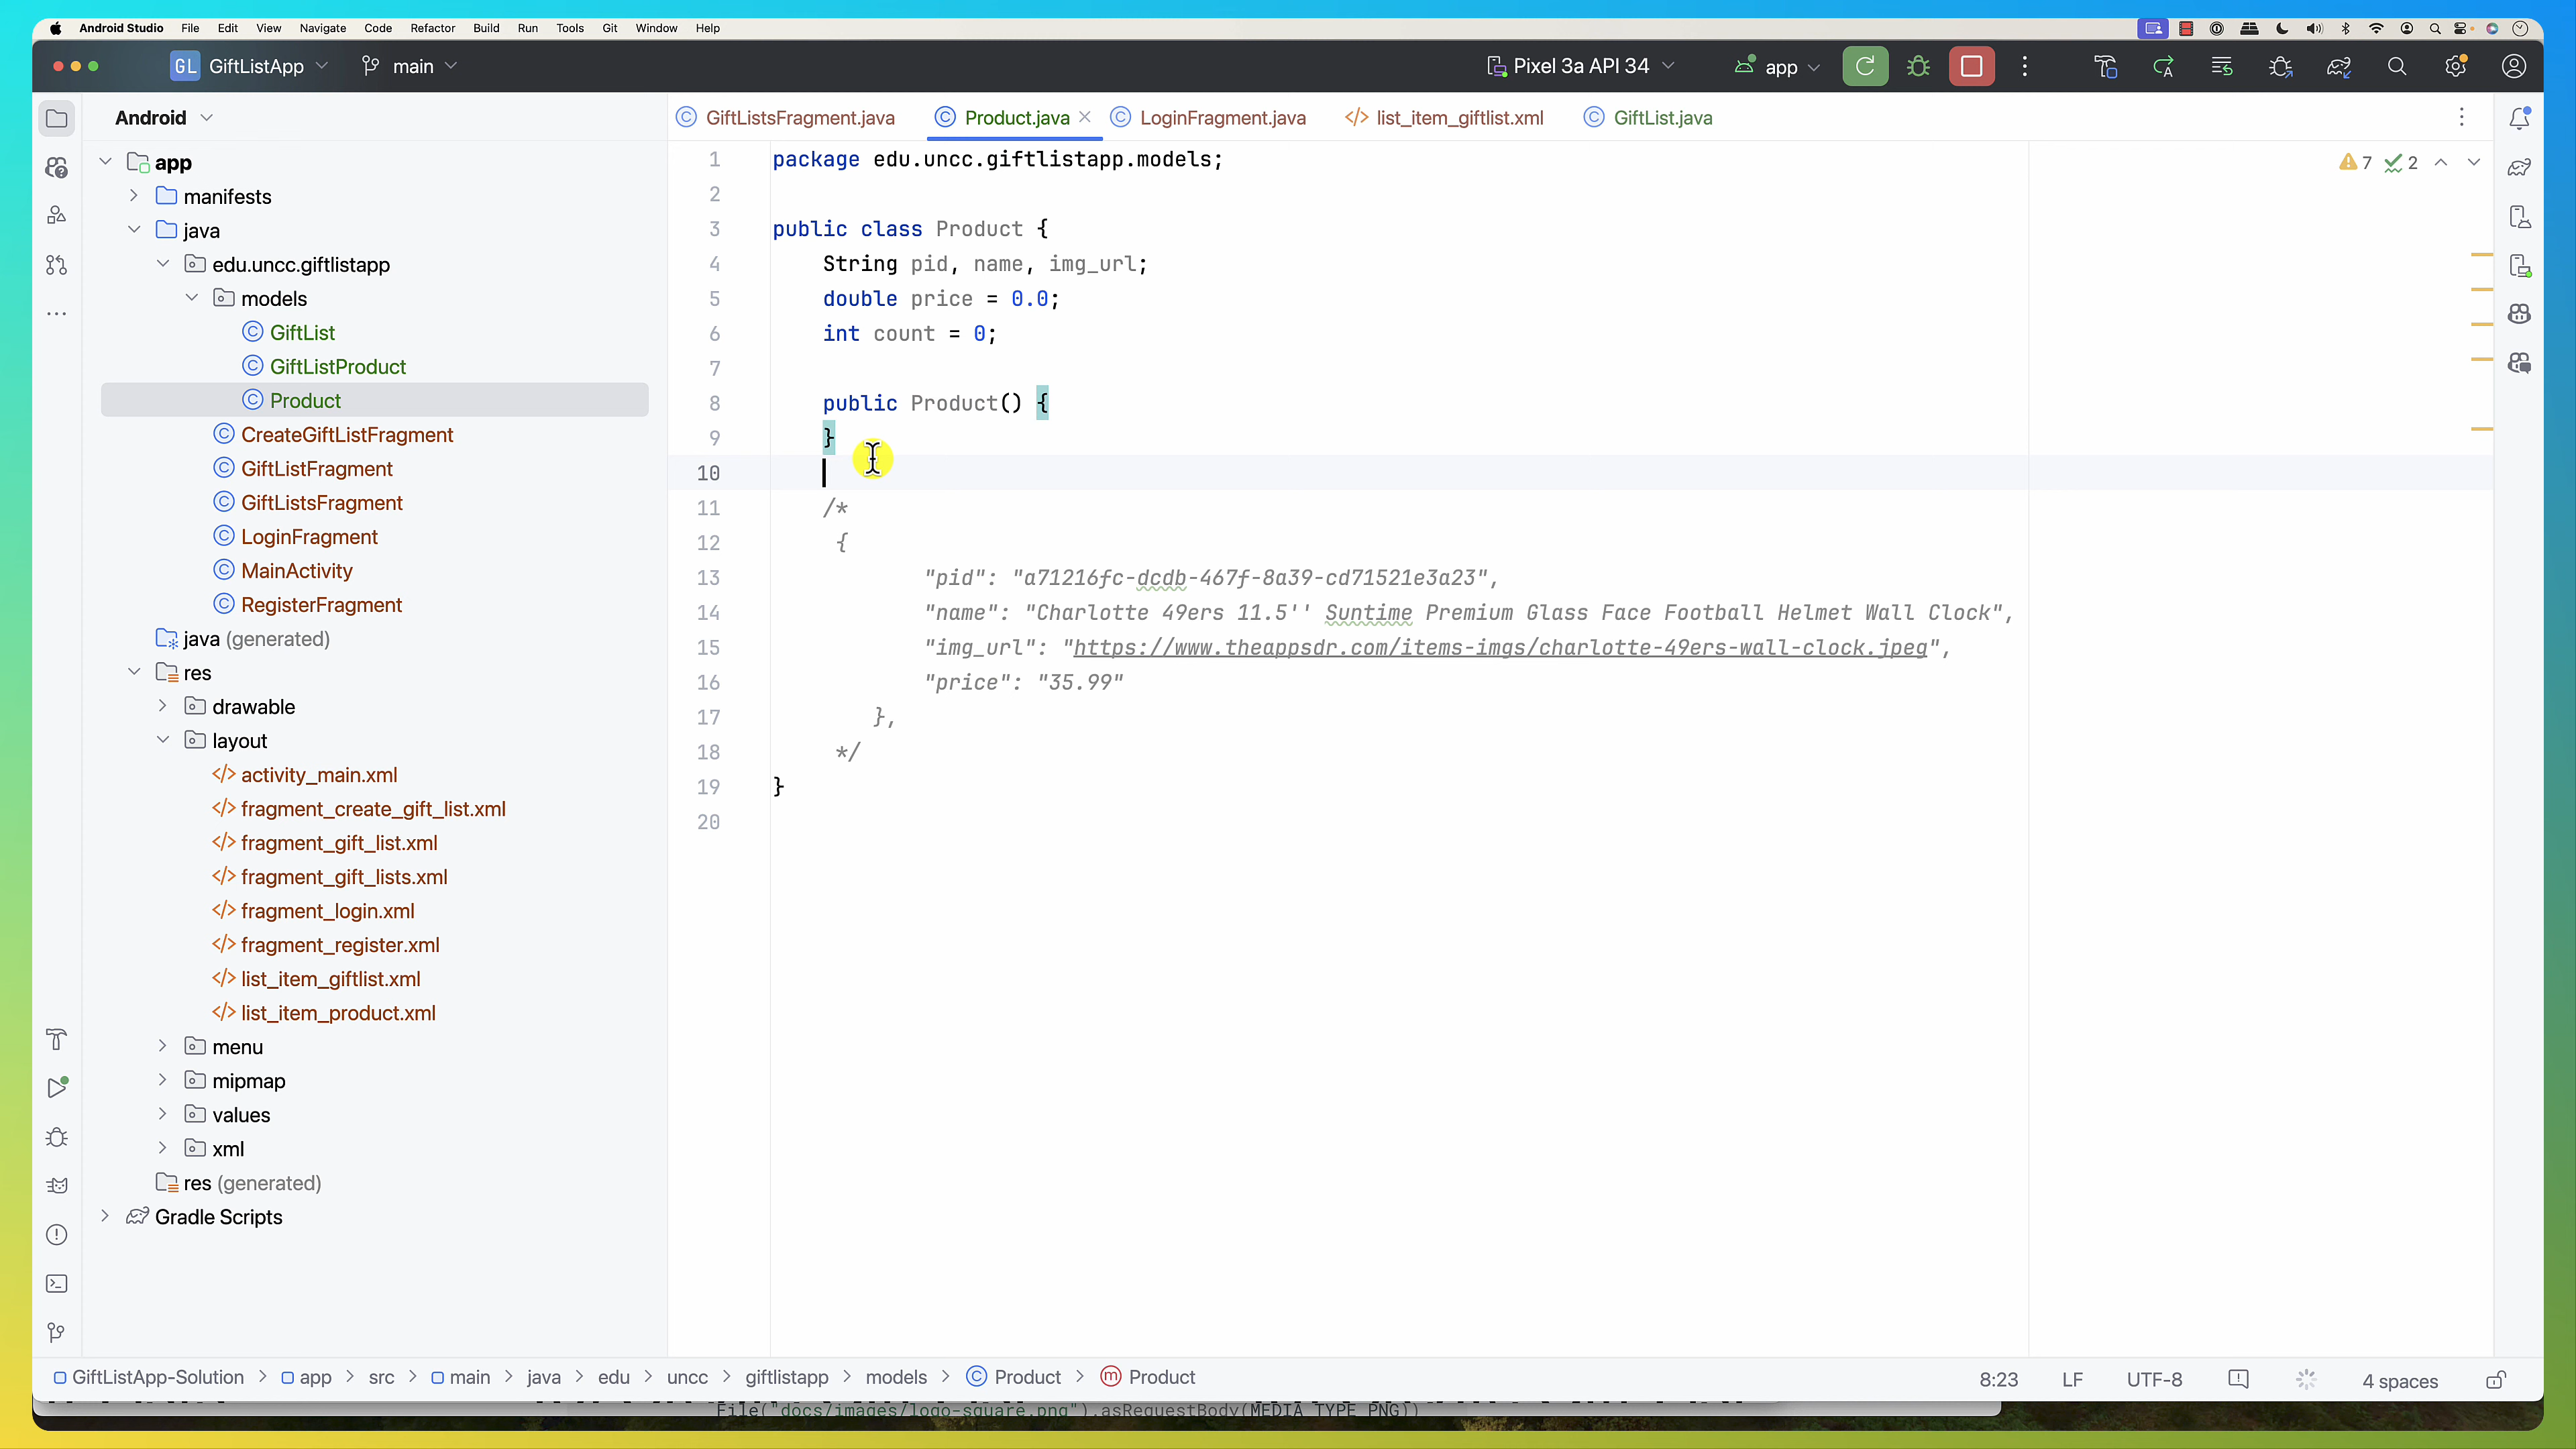 Android Studio File Edit View Navigate Code Refactor Build Run Tools Git Window Help
GL GiftListApp main Pixel 3a API 34 app
Android
GiftListsFragment.java Product.java LoginFragment.java list_item_giftlist.xml GiftList.java
app
manifests
java
edu.uncc.giftlistapp
models
GiftList
GiftListProduct
Product
CreateGiftListFragment
GiftListFragment
GiftListsFragment
LoginFragment
MainActivity
RegisterFragment
java (generated)
res
drawable
layout
activity_main.xml
fragment_create_gift_list.xml
fragment_gift_list.xml
fragment_gift_lists.xml
fragment_login.xml
fragment_register.xml
list_item_giftlist.xml
list_item_product.xml
menu
mipmap
values
xml
res (generated)
Gradle Scripts
7 2
1 package edu.uncc.giftlistapp.models;
2
3 public class Product {
4 String pid, name, img_url;
5 double price = 0.0;
6 int count = 0;
7
8 public Product() {
9 }
10
11 /*
12 {
13 "pid": "a71216fc-dcdb-467f-8a39-cd71521e3a23",
14 "name": "Charlotte 49ers 11.5'' Suntime Premium Glass Face Football Helmet Wall Clock",
15 "img_url": "https://www.theappsdr.com/items-imgs/charlotte-49ers-wall-clock.jpeg",
16 "price": "35.99"
17 },
18 */
19 }
20
GiftListApp-Solution > app > src > main > java > edu > uncc > giftlistapp > models > Product > Product
8:23 LF UTF-8 4 spaces
File("docs/images/logo-square.png").asRequestBody(MEDIA_TYPE_PNG))